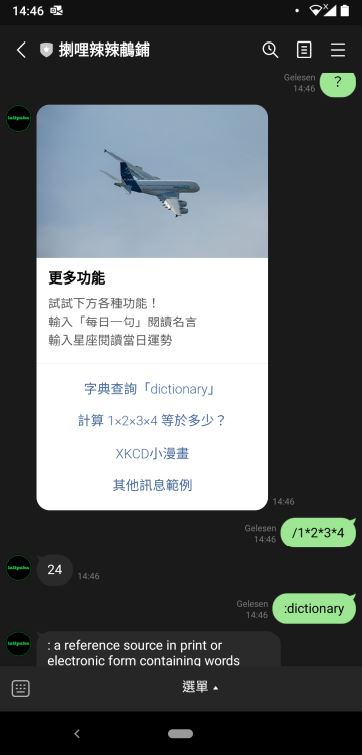 14:46
喇哩辣辣鷸鋪
Gelesen
14:46
?
更多功能
試試下方各種功能！
輸入「每日一句」閱讀名言
輸入星座閱讀當日運勢
字典查詢「dictionary」
計算 1×2×3×4 等於多少？
XKCD小漫畫
其他訊息範例
14:46
Gelesen
14:46
/1*2*3*4
24
14:46
Gelesen
14:46
:dictionary
: a reference source in print or
electronic form containing words
選單